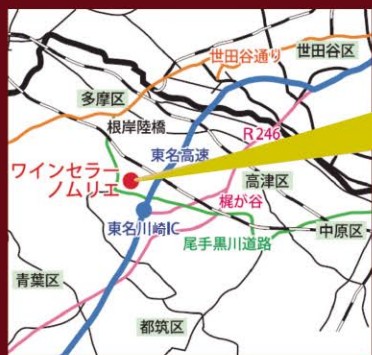 世田谷通り
世田谷区
多摩区
根岸陸橋
R246
東名高速
ワインセラー
ノムリエ
高津区
梶が谷
東名川崎IC
中原区
尾手黒川道路
青葉区
都筑区